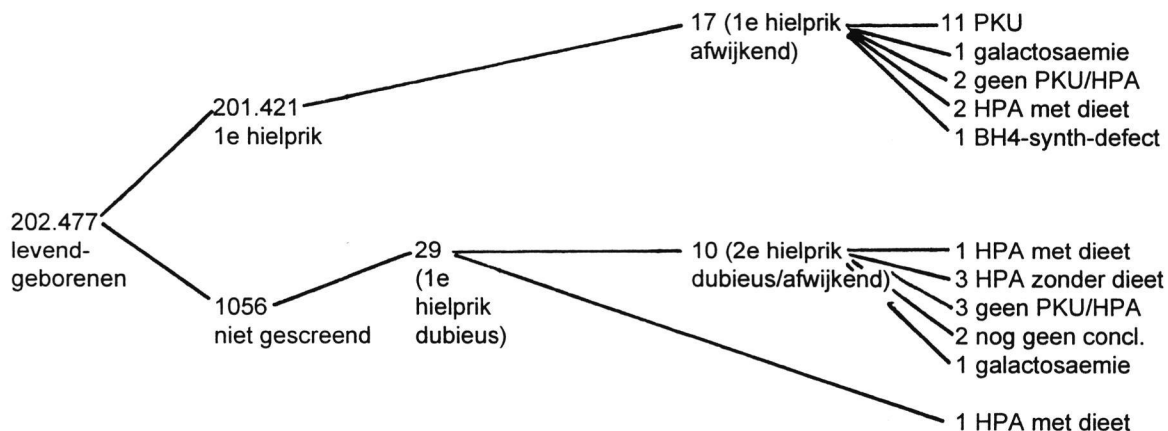 17 (1e hielprik
afwijkend)
11 PKU
1 galactosaemie
2 geen PKU/HPA
2 HPA met dieet
1 BH4-synth-defect
201.421
1e hielprik
202.477
levend-
geborenen
1056
niet gescreend
29
(1e
hielprik
dubieus)
10 (2e hielprik
dubieus/afwijkend)
1 HPA met dieet
3 HPA zonder dieet
3 geen PKU/HPA
2 nog geen concl.
1 galactosaemie
1 HPA met dieet